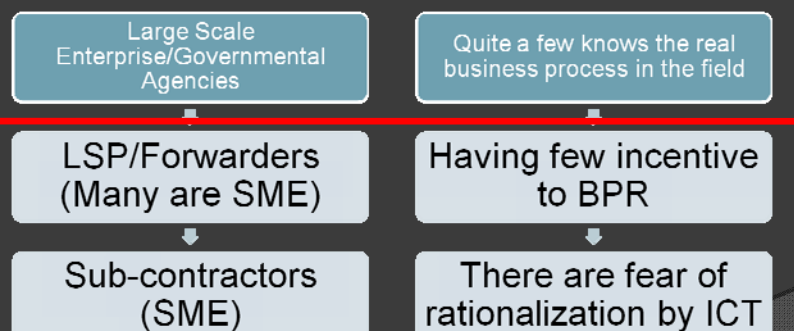 Large Scale
Enterprise/Governmental
Agencies
Quite a few knows the real
business process in the field
LSP/Forwarders
(Many are SME)
Having few incentive
to BPR
Sub-contractors
(SME)
There are fear of
rationalization by ICT